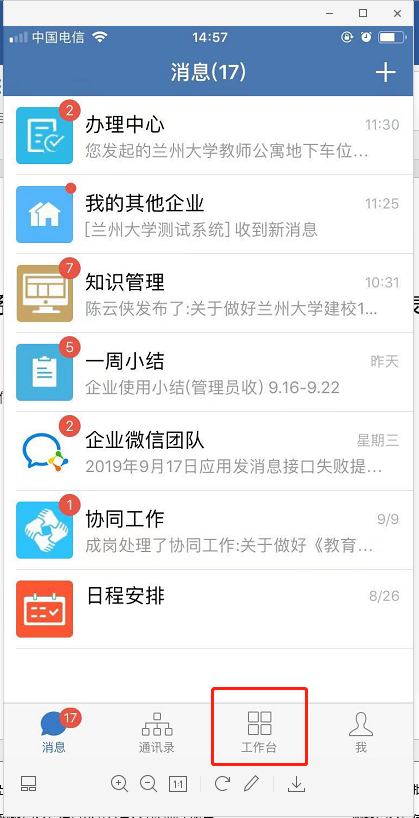 中国电信
14:57
消息(17)
2
办理中心
11:30
您发起的兰州大学教师公寓地下车位...
我的其他企业
11:25
[兰州大学测试系统] 收到新消息
7
知识管理
10:31
陈云侠发布了:关于做好兰州大学建校1...
5
一周小结
昨天
企业使用小结(管理员收) 9.16-9.22
2
企业微信团队
星期三
2019年9月17日应用发消息接口失败提...
1
协同工作
9/9
成岗处理了协同工作:关于做好《教育...
日程安排
8/26
17
消息
通讯录
工作台
我
1:1